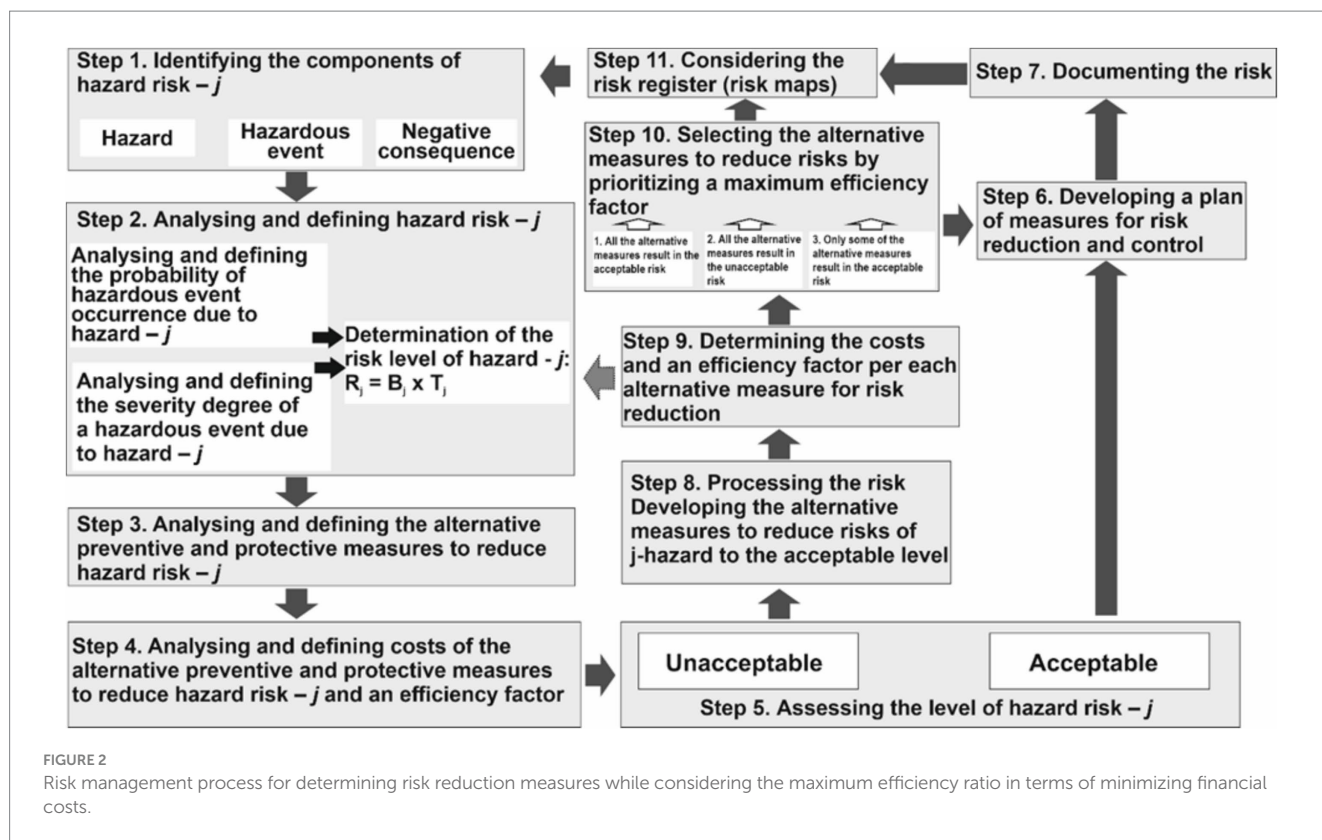 Step 1. Identifying the components of
hazard risk – j
Hazard
Hazardous
event
Negative
consequence
Step 2. Analysing and defining hazard risk – j
Analysing and defining
the probability of
hazardous event
occurrence due to
hazard – j
Analysing and defining
the severity degree of
a hazardous event due
to hazard – j
Determination of the
risk level of hazard - j:
Rj = Bj x Tj
Step 3. Analysing and defining the alternative
preventive and protective measures to reduce
hazard risk – j
Step 4. Analysing and defining costs of the
alternative preventive and protective measures
to reduce hazard risk – j and an efficiency factor
Unacceptable
Acceptable
Step 5. Assessing the level of hazard risk – j
Step 11. Considering the
risk register (risk maps)
Step 10. Selecting the alternative
measures to reduce risks by
prioritizing a maximum efficiency
factor
1. All the alternative
measures result in the
acceptable risk
2. All the alternative
measures result in
the unacceptable
risk
3. Only some of the
alternative measures
result in the acceptable
risk
Step 9. Determining the costs
and an efficiency factor per each
alternative measure for risk
reduction
Step 8. Processing the risk
Developing the alternative
measures to reduce risks of
j-hazard to the acceptable level
Step 7. Documenting the risk
Step 6. Developing a plan
of measures for risk
reduction and control
FIGURE 2
Risk management process for determining risk reduction measures while considering the maximum efficiency ratio in terms of minimizing financial
costs.